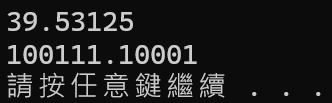 39.53125
100111.10001
請按任意鍵繼續 . . .